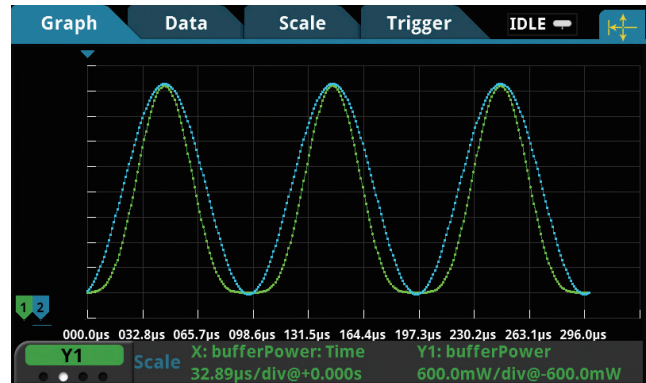 Graph Data Scale Trigger IDLE
1 2
000.0µs 032.8µs 065.7µs 098.6µs 131.5µs 164.4µs 197.3µs 230.2µs 263.1µs 296.0µs
Y1 Scale X: bufferPower: Time Y1: bufferPower
32.89µs/div@+0.000s 600.0mW/div@-600.0mW